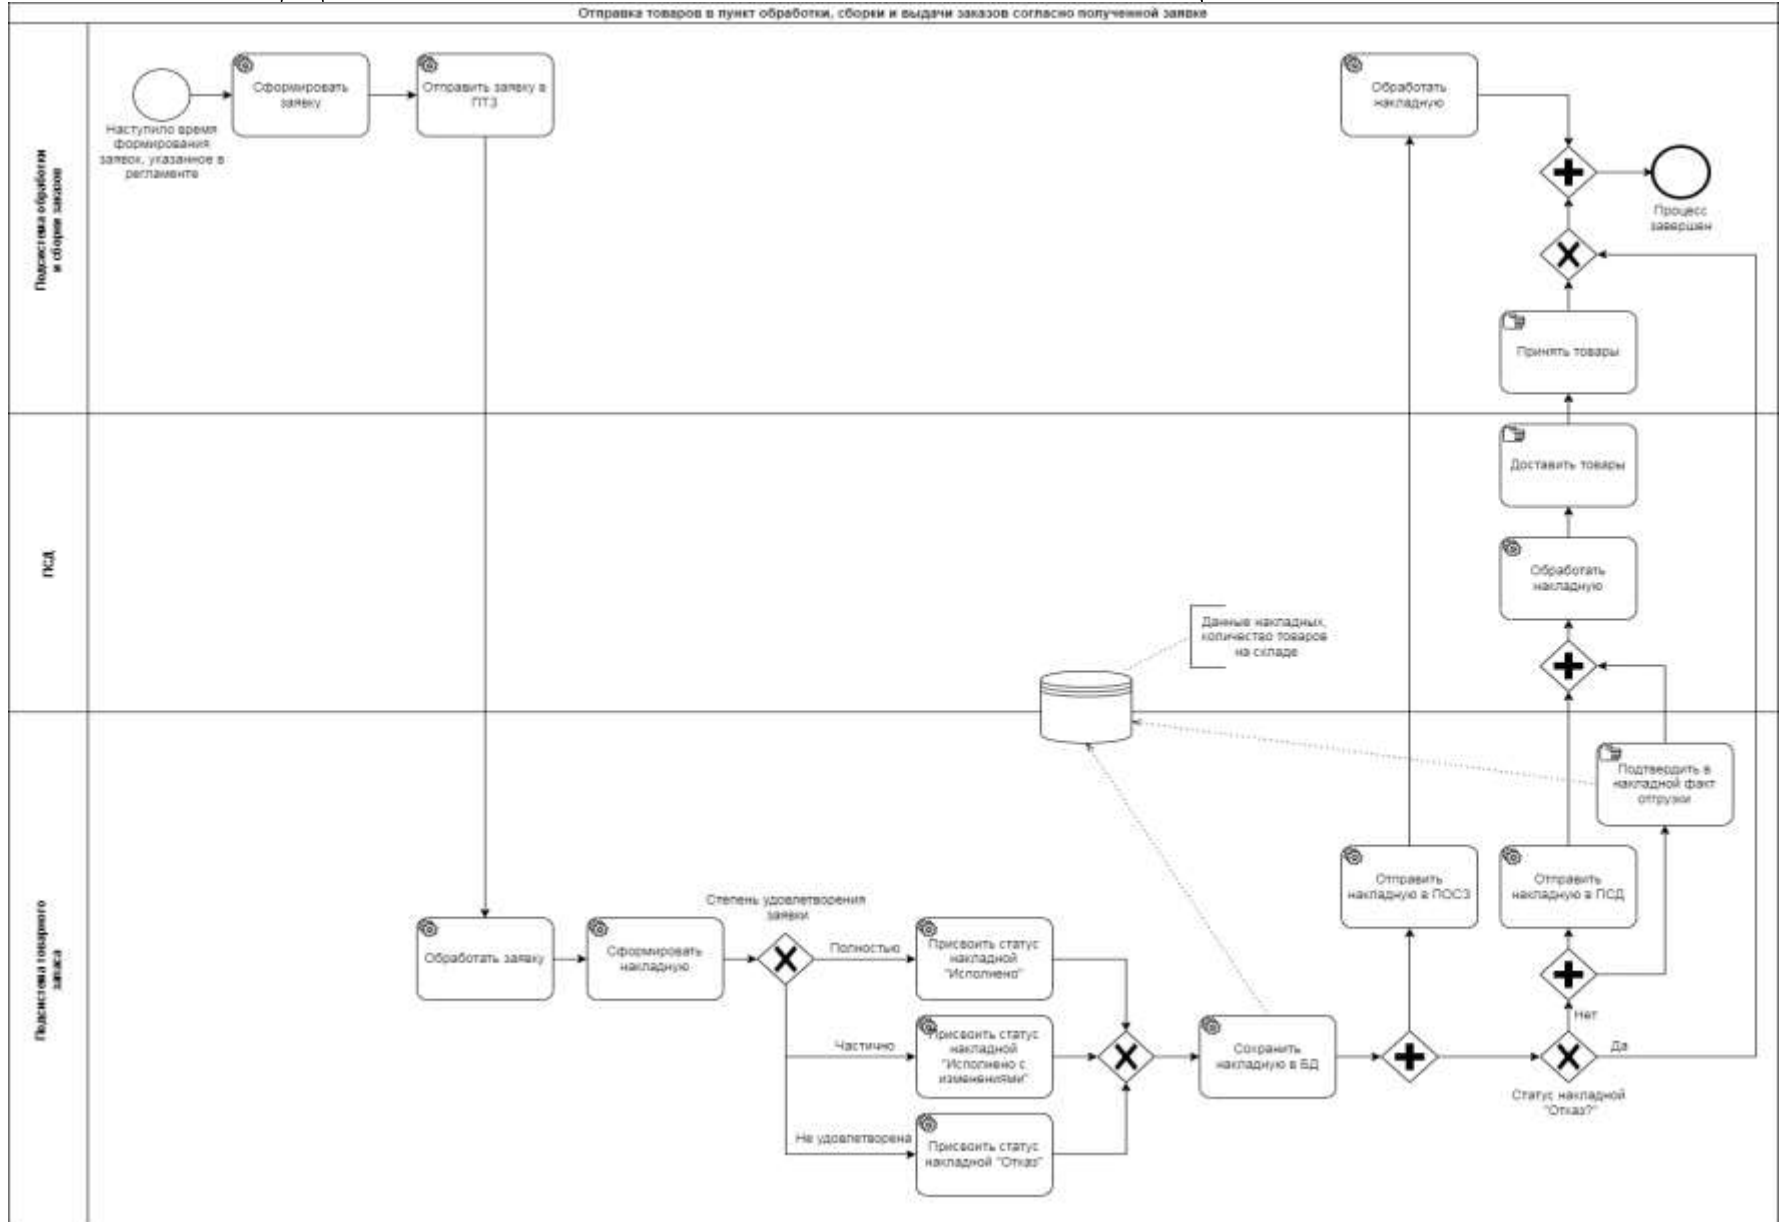 Отправка товаров в пункт обработки, сборки и выдачи заказов согласно полученной заявке
Подсистема обработки
и сборки заказов
Наступило время
формирования
заявок, указанное в
регламенте
Сформировать
заявку
Отправить заявку в
ПТЗ
Обработать
накладную
Процесс
завершен
Принять товары
ПСД
Доставить товары
Обработать
накладную
Данные накладных,
количество товаров
на складе
Подсистема товарного
запаса
Подтвердить в
накладной факт
отгрузки
Отправить
накладную в ПОСЗ
Отправить
накладную в ПСД
Обработать заявку
Сформировать
накладную
Степень удовлетворения
заявки
Полностью
Присвоить статус
накладной
"Исполнено"
Частично
Присвоить статус
накладной
"Исполнено с
изменениями"
Не удовлетворена
Присвоить статус
накладной "Отказ"
Сохранить
накладную в БД
Нет
Да
Статус накладной
"Отказ?"